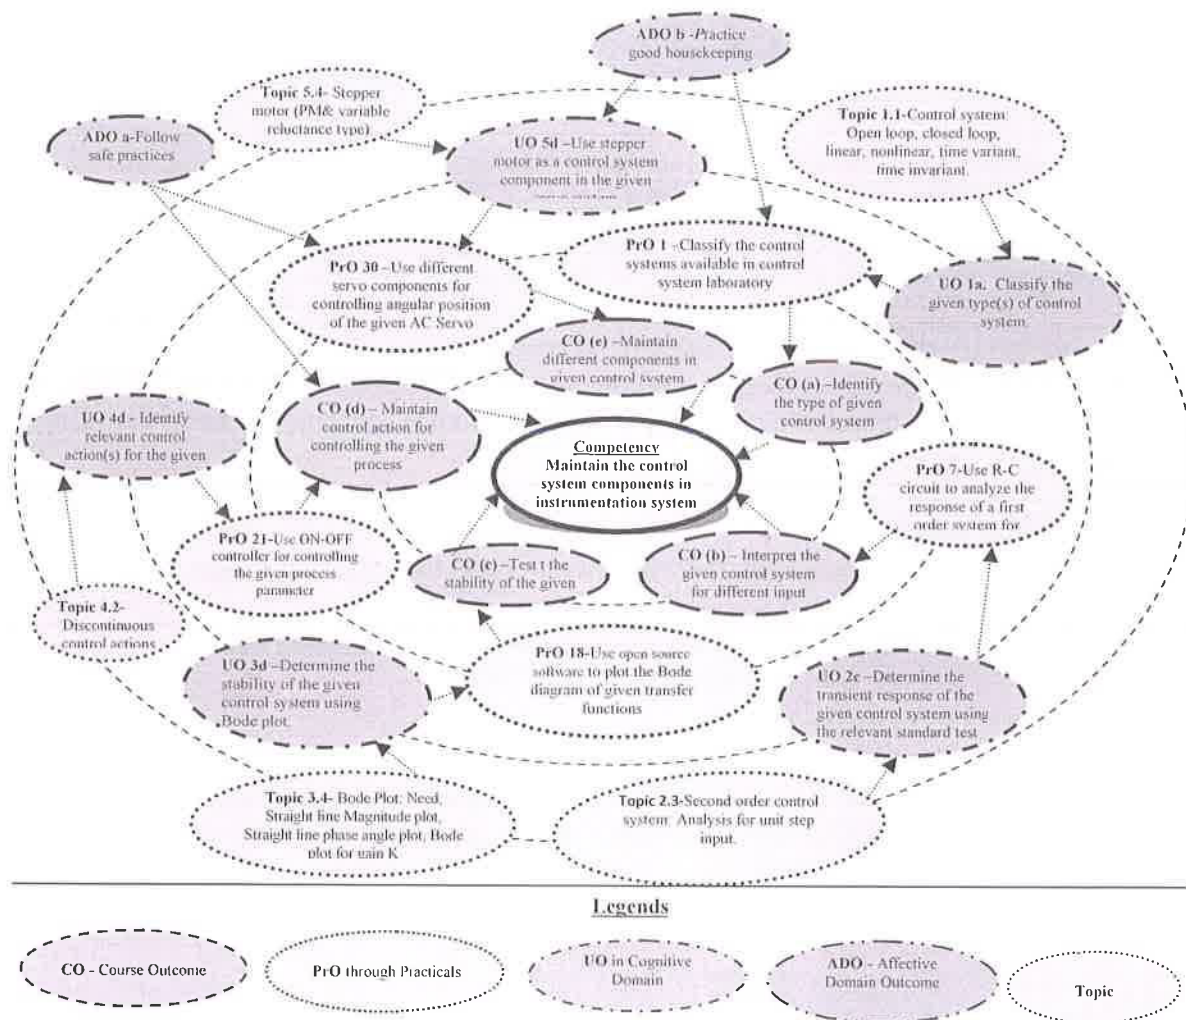 ADO b -Practice
good housekeeping
Topic 5.4- Stepper
motor (PM& variable
reluctance type)
Topic 1.1-Control system:
Open loop, closed loop,
linear, nonlinear, time variant,
time invariant.
ADO a-Follow
safe practices
UO 5d –Use stepper
motor as a control system
component in the given
PrO 1 –Classify the control
systems available in control
system laboratory
PrO 30 –Use different
servo components for
controlling angular position
of the given AC Servo
UO 1a. Classify the
given type(s) of control
system.
CO (e) –Maintain
different components in
given control system
CO (a) –Identify
the type of given
control system
CO (d) – Maintain
control action for
controlling the given
process
UO 4d - Identify
relevant control
action(s) for the given
Competency
Maintain the control
system components in
instrumentation system
PrO 7-Use R-C
circuit to analyze the
response of a first
order system for
PrO 21-Use ON-OFF
controller for controlling
the given process
parameter
CO (c) –Test t the
stability of the given
CO (b) – Interpret the
given control system
for different input
Topic 4.2-
Discontinuous
control actions
UO 3d –Determine the
stability of the given
control system using
Bode plot.
PrO 18-Use open source
software to plot the Bode
diagram of given transfer
functions
UO 2c –Determine the
transient response of the
given control system using
the relevant standard test
Topic 3.4- Bode Plot: Need,
Straight line Magnitude plot,
Straight line phase angle plot, Bode
plot for gain K
Topic 2.3-Second order control
system: Analysis for unit step
input.
Legends
CO - Course Outcome
PrO through Practicals
UO in Cognitive
Domain
ADO - Affective
Domain Outcome
Topic